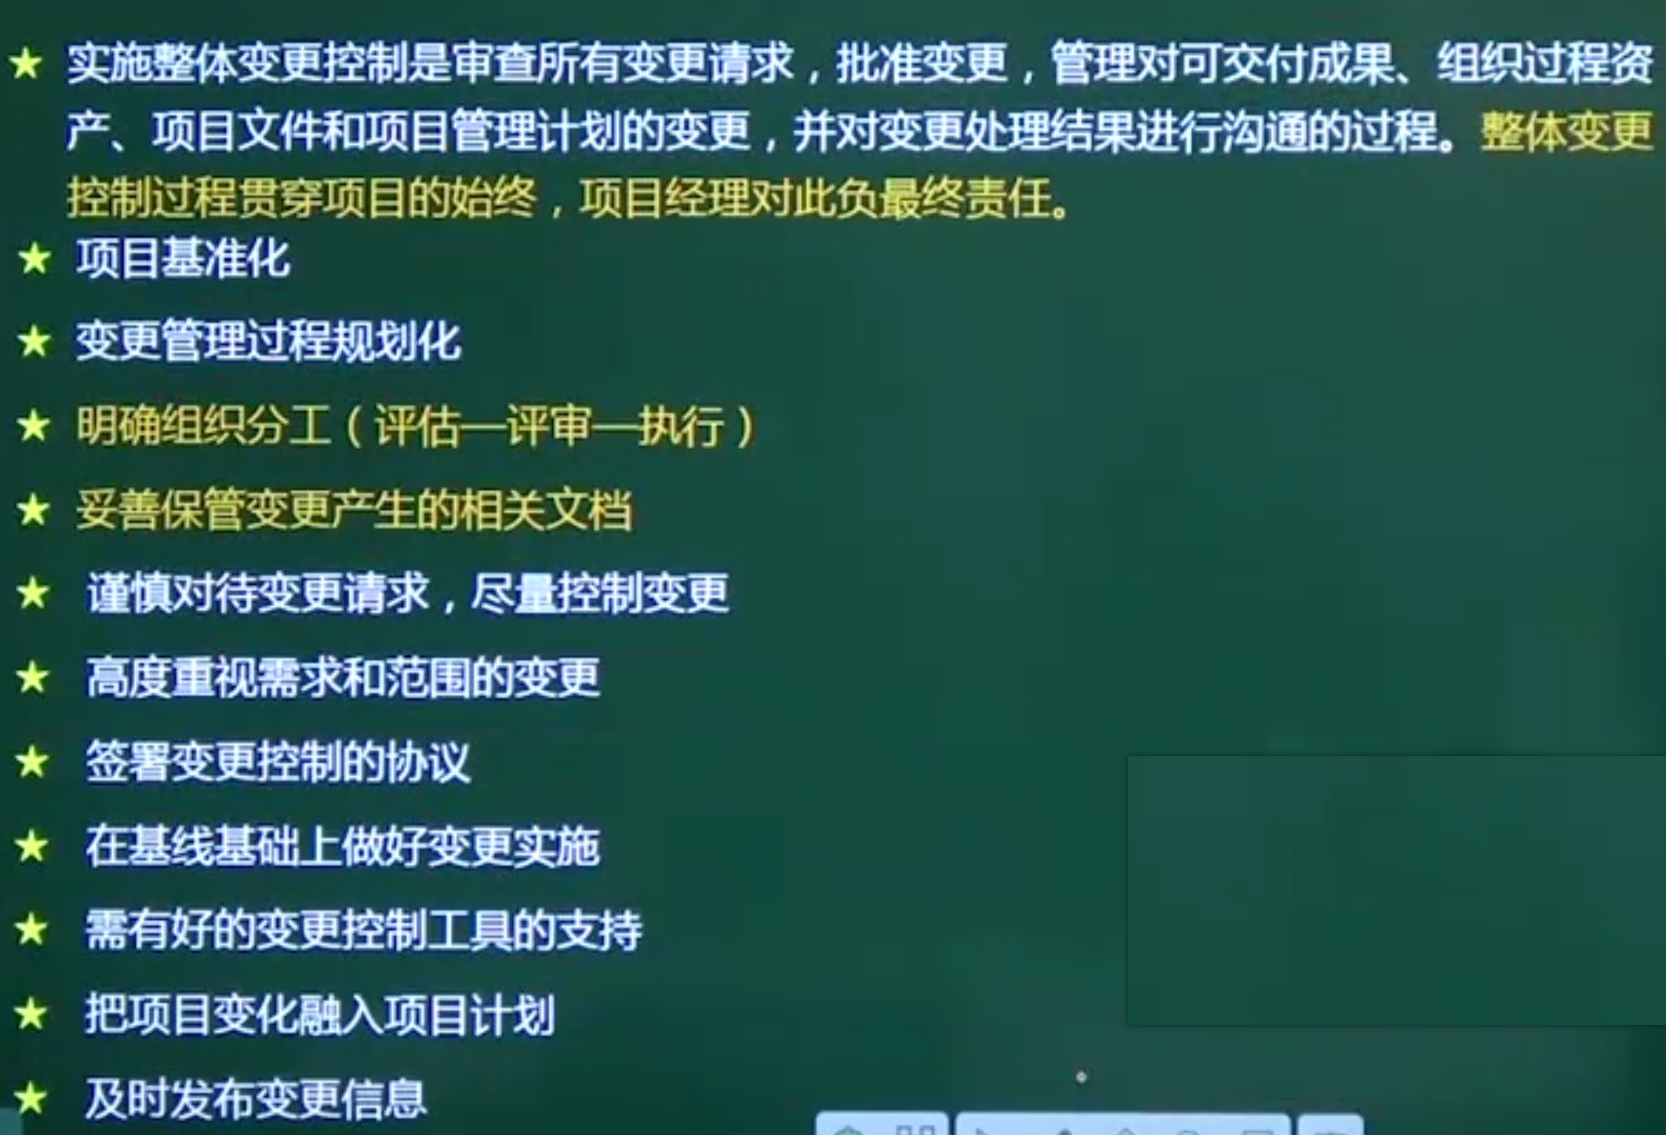 ★ 实施整体变更控制是审查所有变更请求，批准变更，管理对可交付成果、组织过程资
产、项目文件和项目管理计划的变更，并对变更处理结果进行沟通的过程。整体变更
控制过程贯穿项目的始终，项目经理对此负最终责任。
★ 项目基准化
★ 变更管理过程规划化
★ 明确组织分工（评估—评审—执行）
★ 妥善保管变更产生的相关文档
★ 谨慎对待变更请求，尽量控制变更
★ 高度重视需求和范围的变更
★ 签署变更控制的协议
★ 在基线基础上做好变更实施
★ 需有好的变更控制工具的支持
★ 把项目变化融入项目计划
★ 及时发布变更信息